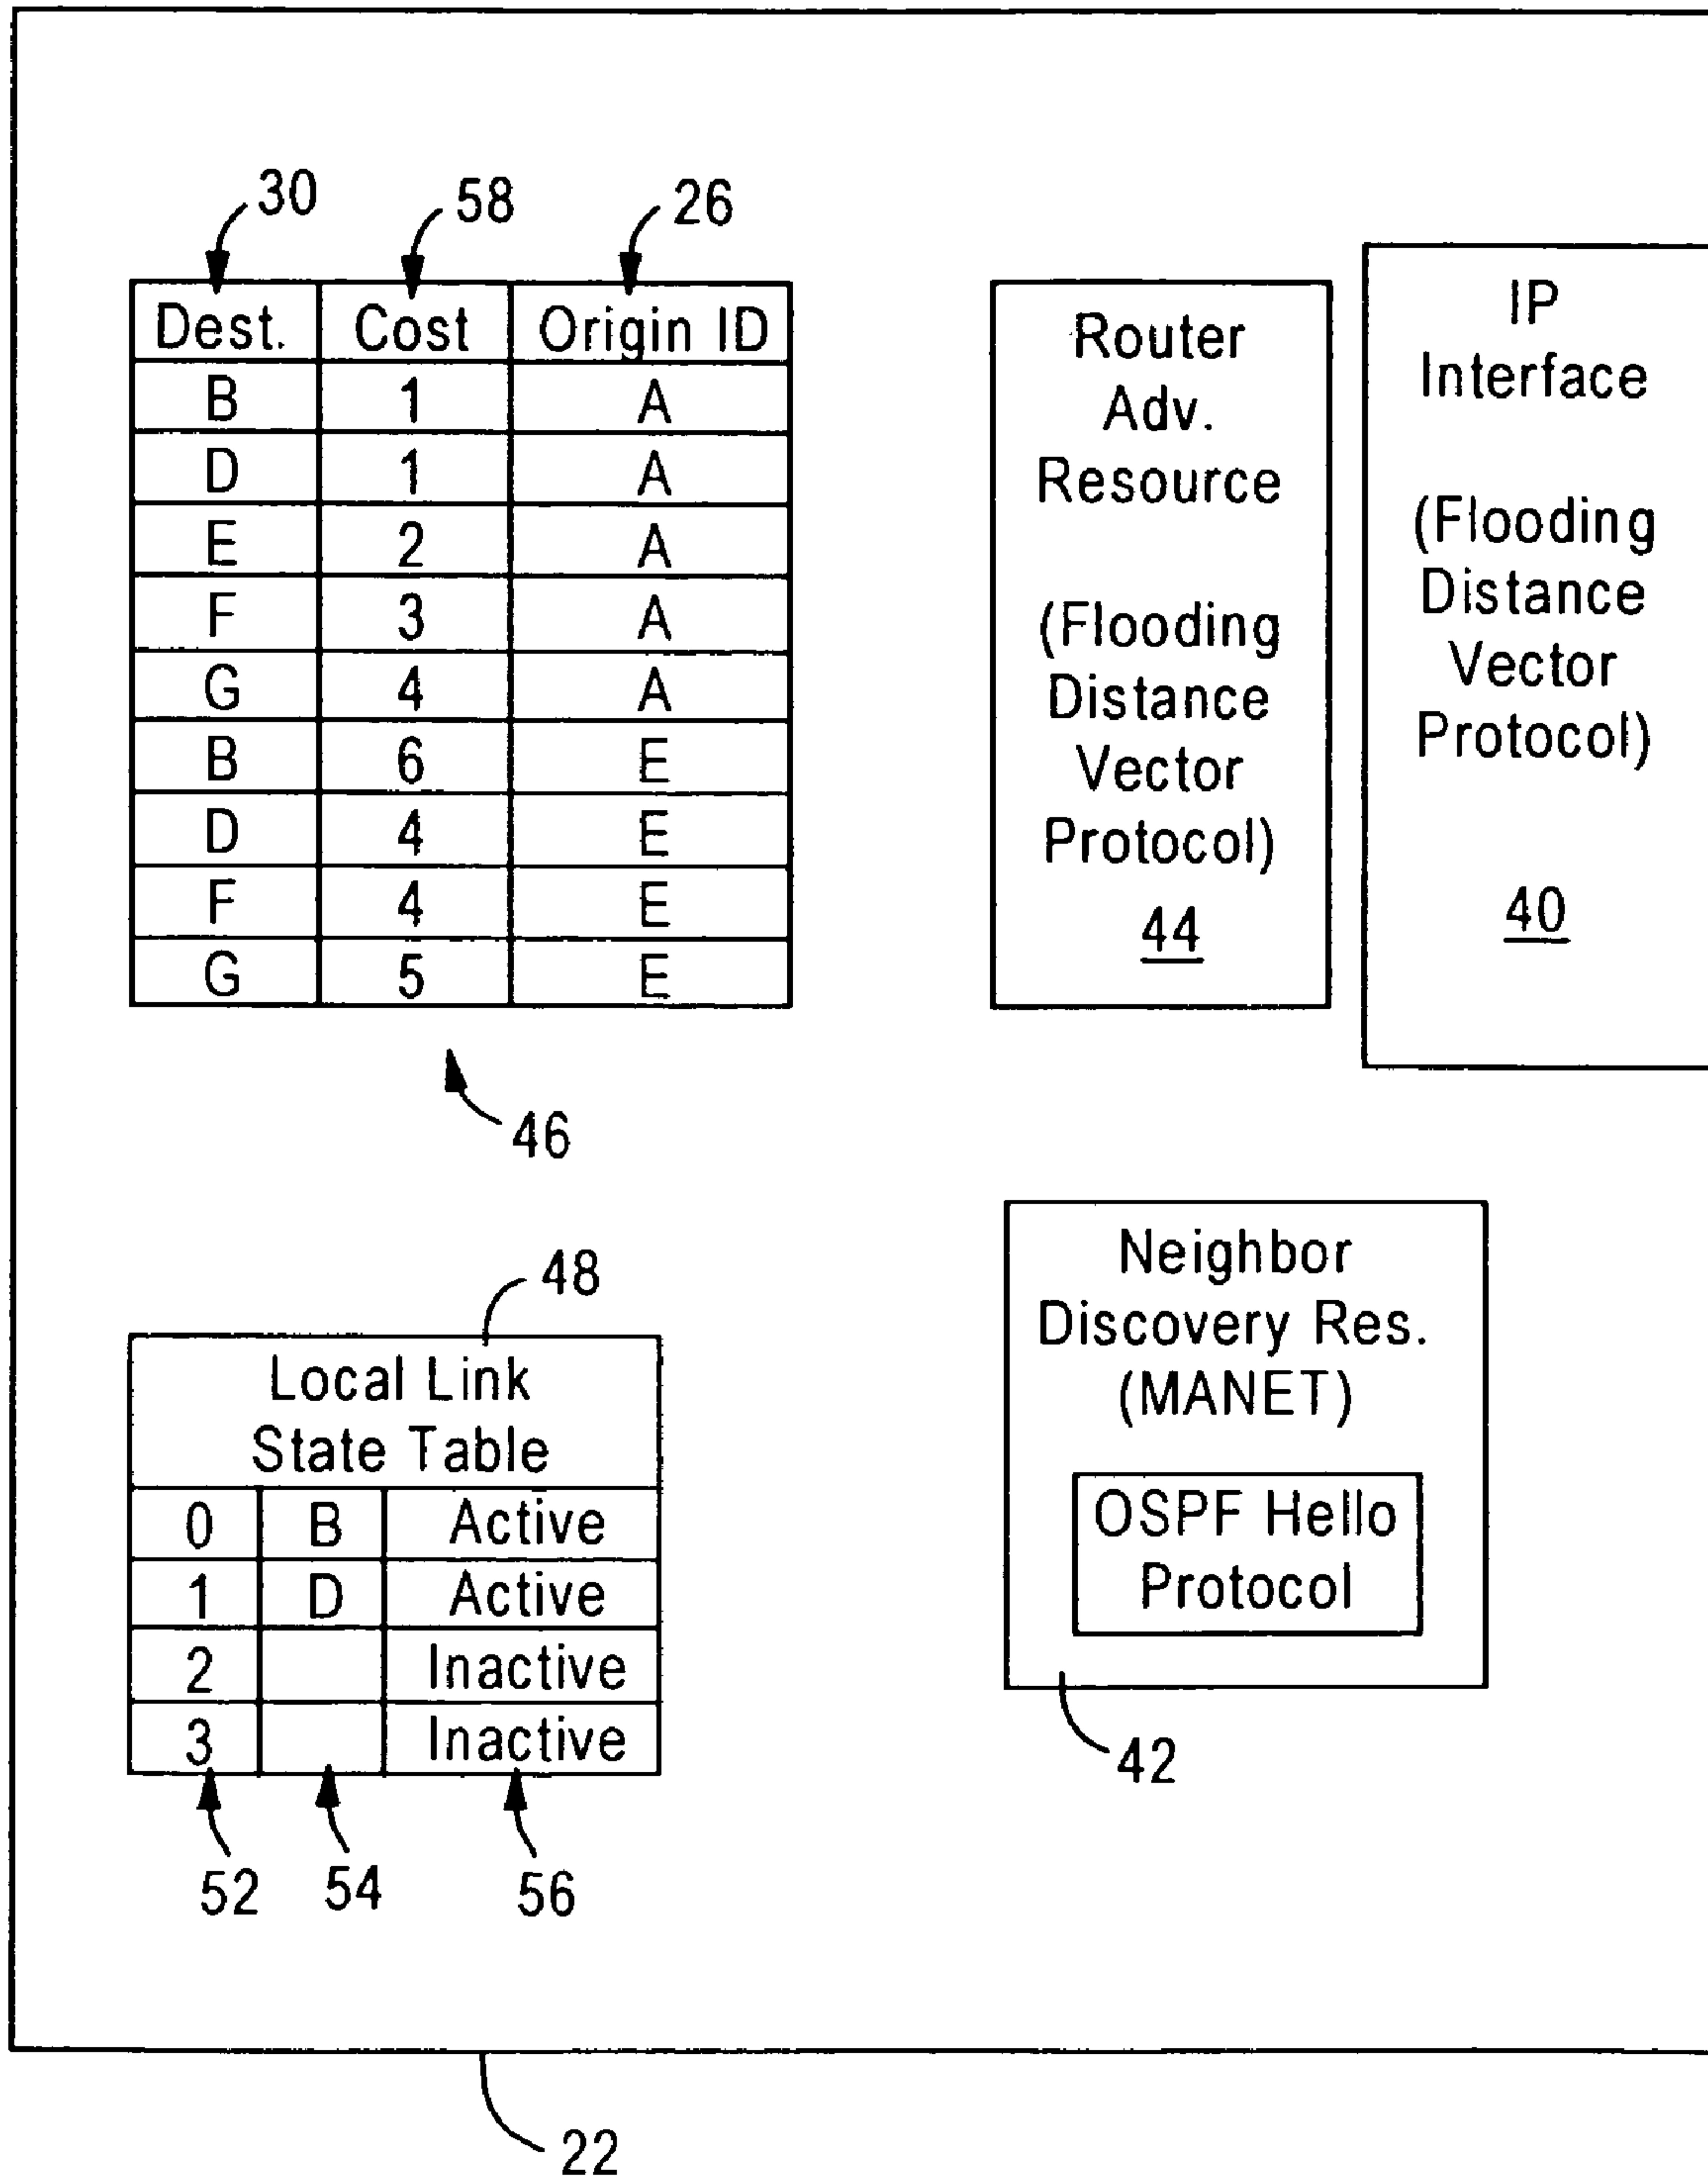 30 58 26
Dest. Cost Origin ID
B 1 A
D 1 A
E 2 A
F 3 A
G 4 A
B 6 E
D 4 E
F 4 E
G 5 E
46
Router
Adv.
Resource
(Flooding
Distance
Vector
Protocol)
44
IP
Interface
(Flooding
Distance
Vector
Protocol)
40
48
Local Link
State Table
0 B Active
1 D Active
2 Inactive
3 Inactive
52 54 56
Neighbor
Discovery Res.
(MANET)
OSPF Hello
Protocol
42
22